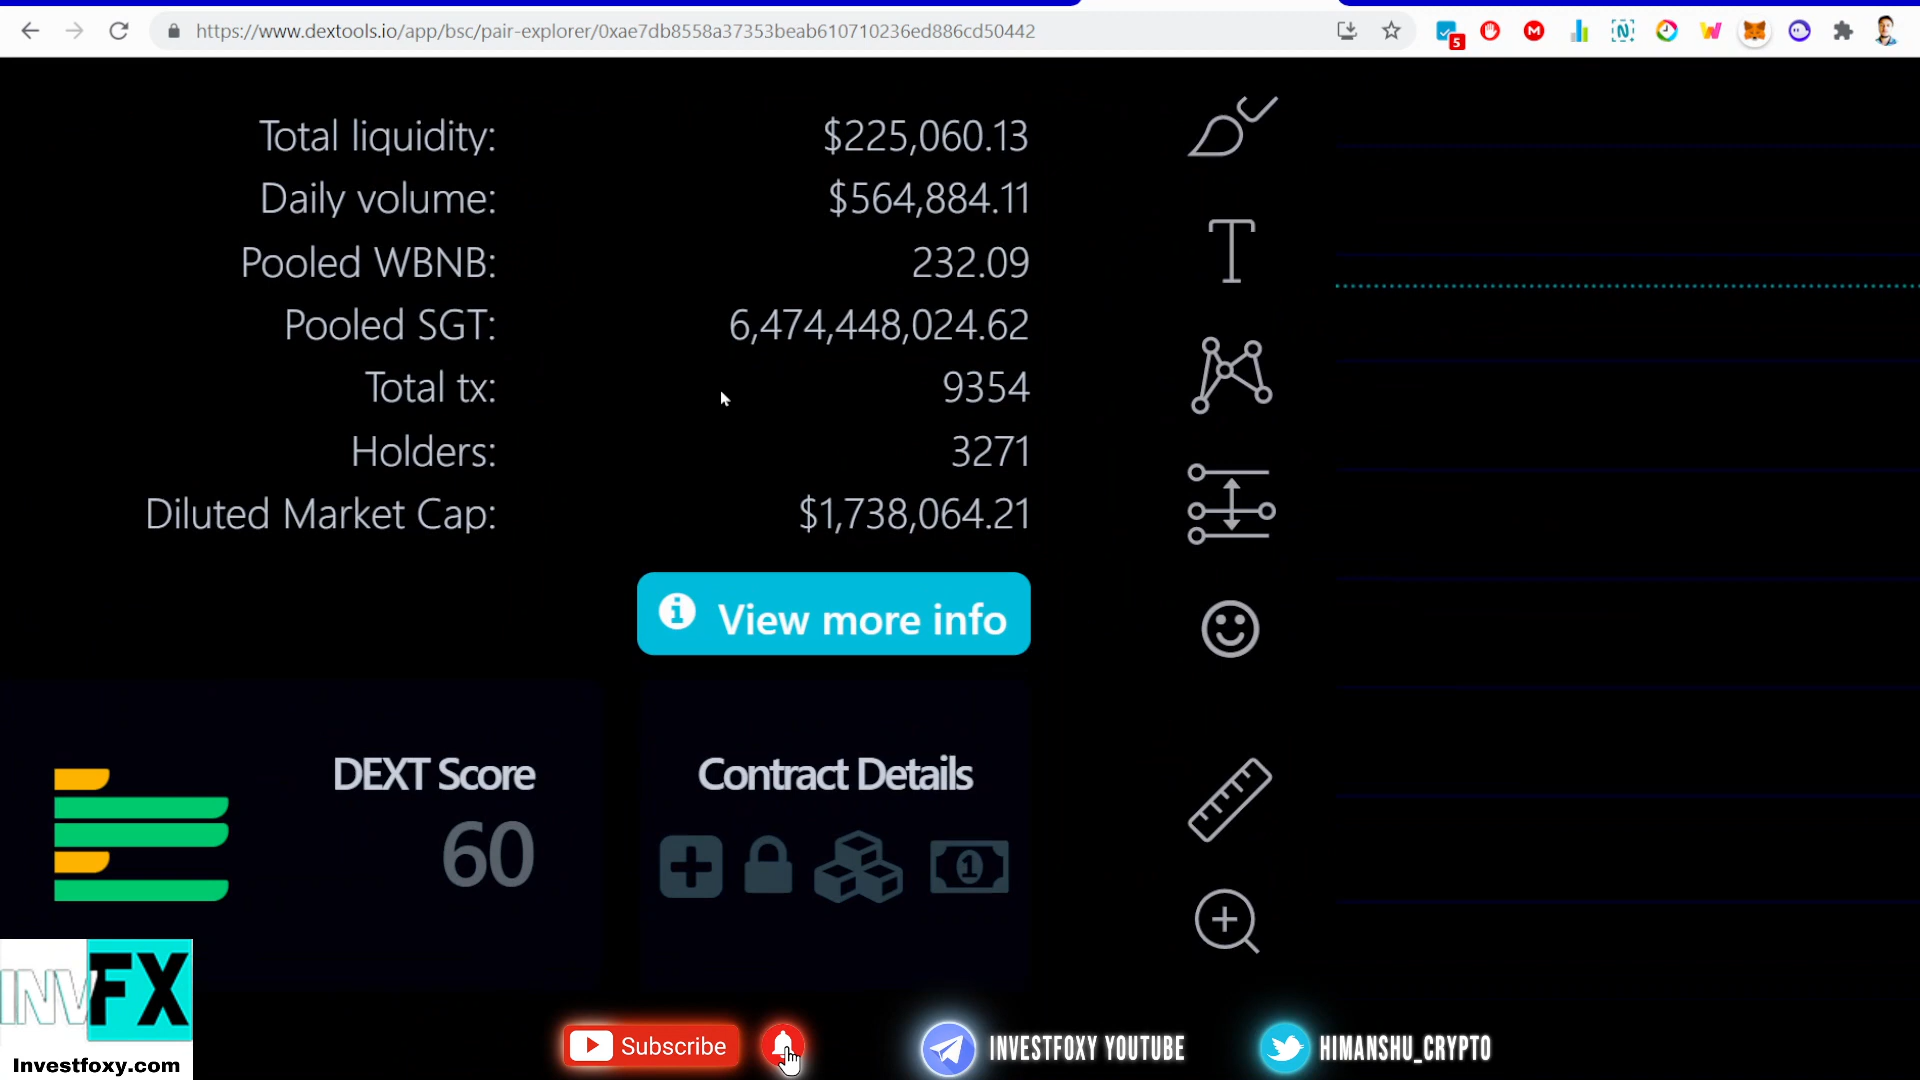 https://www.dextools.io/app/bsc/pair-explorer/0xae7db8558a37353beab610710236ed886cd50442
5
Total liquidity: $225,060.13
Daily volume: $564,884.11
Pooled WBNB: 232.09
Pooled SGT: 6,474,448,024.62
Total tx: 9354
Holders: 3271
Diluted Market Cap: $1,738,064.21
View more info
DEXT Score
60
Contract Details
INVFX
Investfoxy.com
Subscribe
INVESTFOXY YOUTUBE
HIMANSHU_CRYPTO